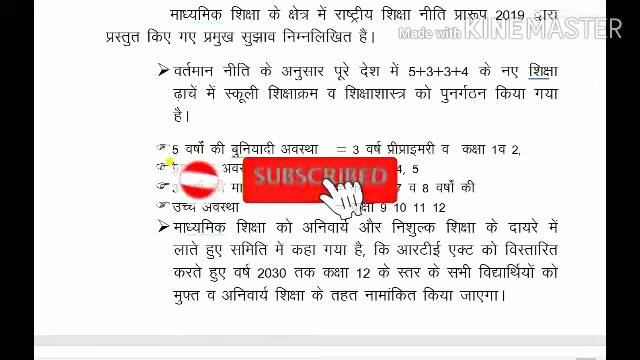 Made with KINEMASTER
माध्यमिक शिक्षा के क्षेत्र में राष्ट्रीय शिक्षा नीति प्रारूप 2019 द्वारा
प्रस्तुत किए गए प्रमुख सुझाव निम्नलिखित हैं।
वर्तमान नीति के अनुसार पूरे देश में 5+3+3+4 के नए शिक्षा
ढ़ाचें में स्कूली शिक्षाक्रम व शिक्षाशास्त्र को पुनर्गठन किया गया
है।
5 वर्षों की बुनियादी अवस्था = 3 वर्ष प्रीप्राइमरी व कक्षा 1व 2,
4, 5
SUBSCRIBED
7 व 8 वर्षों की
उच्च अवस्था 9 10 11 12
माध्यमिक शिक्षा को अनिवार्य और निशुल्क शिक्षा के दायरे में
लाते हुए समिति में कहा गया है, कि आरटीई एक्ट को विस्तारित
करते हुए वर्ष 2030 तक कक्षा 12 के स्तर के सभी विद्यार्थियों को
मुफ्त व अनिवार्य शिक्षा के तहत नामांकित किया जाएगा।